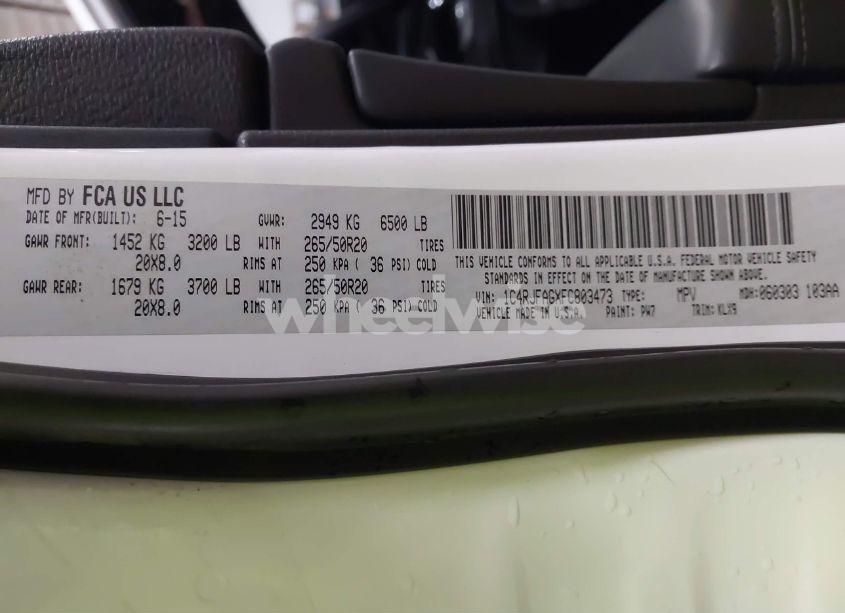 MFD BY FCA US LLC
DATE OF MFR(BUILT): 6-15 GVWR: 2949 KG 6500 LB
GAWR FRONT: 1452 KG 3200 LB WITH 265/50R20 TIRES
20X8.0 RIMS AT 250 KPA ( 36 PSI) COLD
GAWR REAR: 1679 KG 3700 LB WITH 265/50R20 TIRES
20X8.0 RIMS AT 250 KPA ( 36 PSI) COLD
THIS VEHICLE CONFORMS TO ALL APPLICABLE U.S.A. FEDERAL MOTOR VEHICLE SAFETY
STANDARDS IN EFFECT ON THE DATE OF MANUFACTURE SHOWN ABOVE.
VIN: 1C4RJFAGXFC803473 TYPE: MPV MDH: 060303 103AA
VEHICLE MADE IN U.S.A. PAINT: PW7 TRIM: KLX9
wheelwise